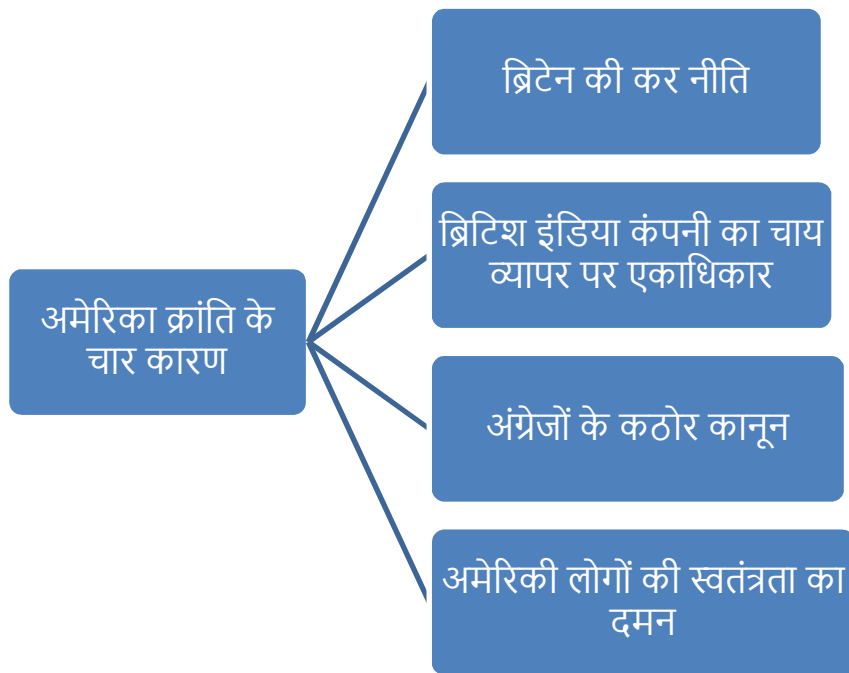 ब्रिटेन की कर नीति
ब्रिटिश इंडिया कंपनी का चाय
व्यापर पर एकाधिकार
अमेरिका क्रांति के
चार कारण
अंग्रेजों के कठोर कानून
अमेरिकी लोगों की स्वतंत्रता का
दमन